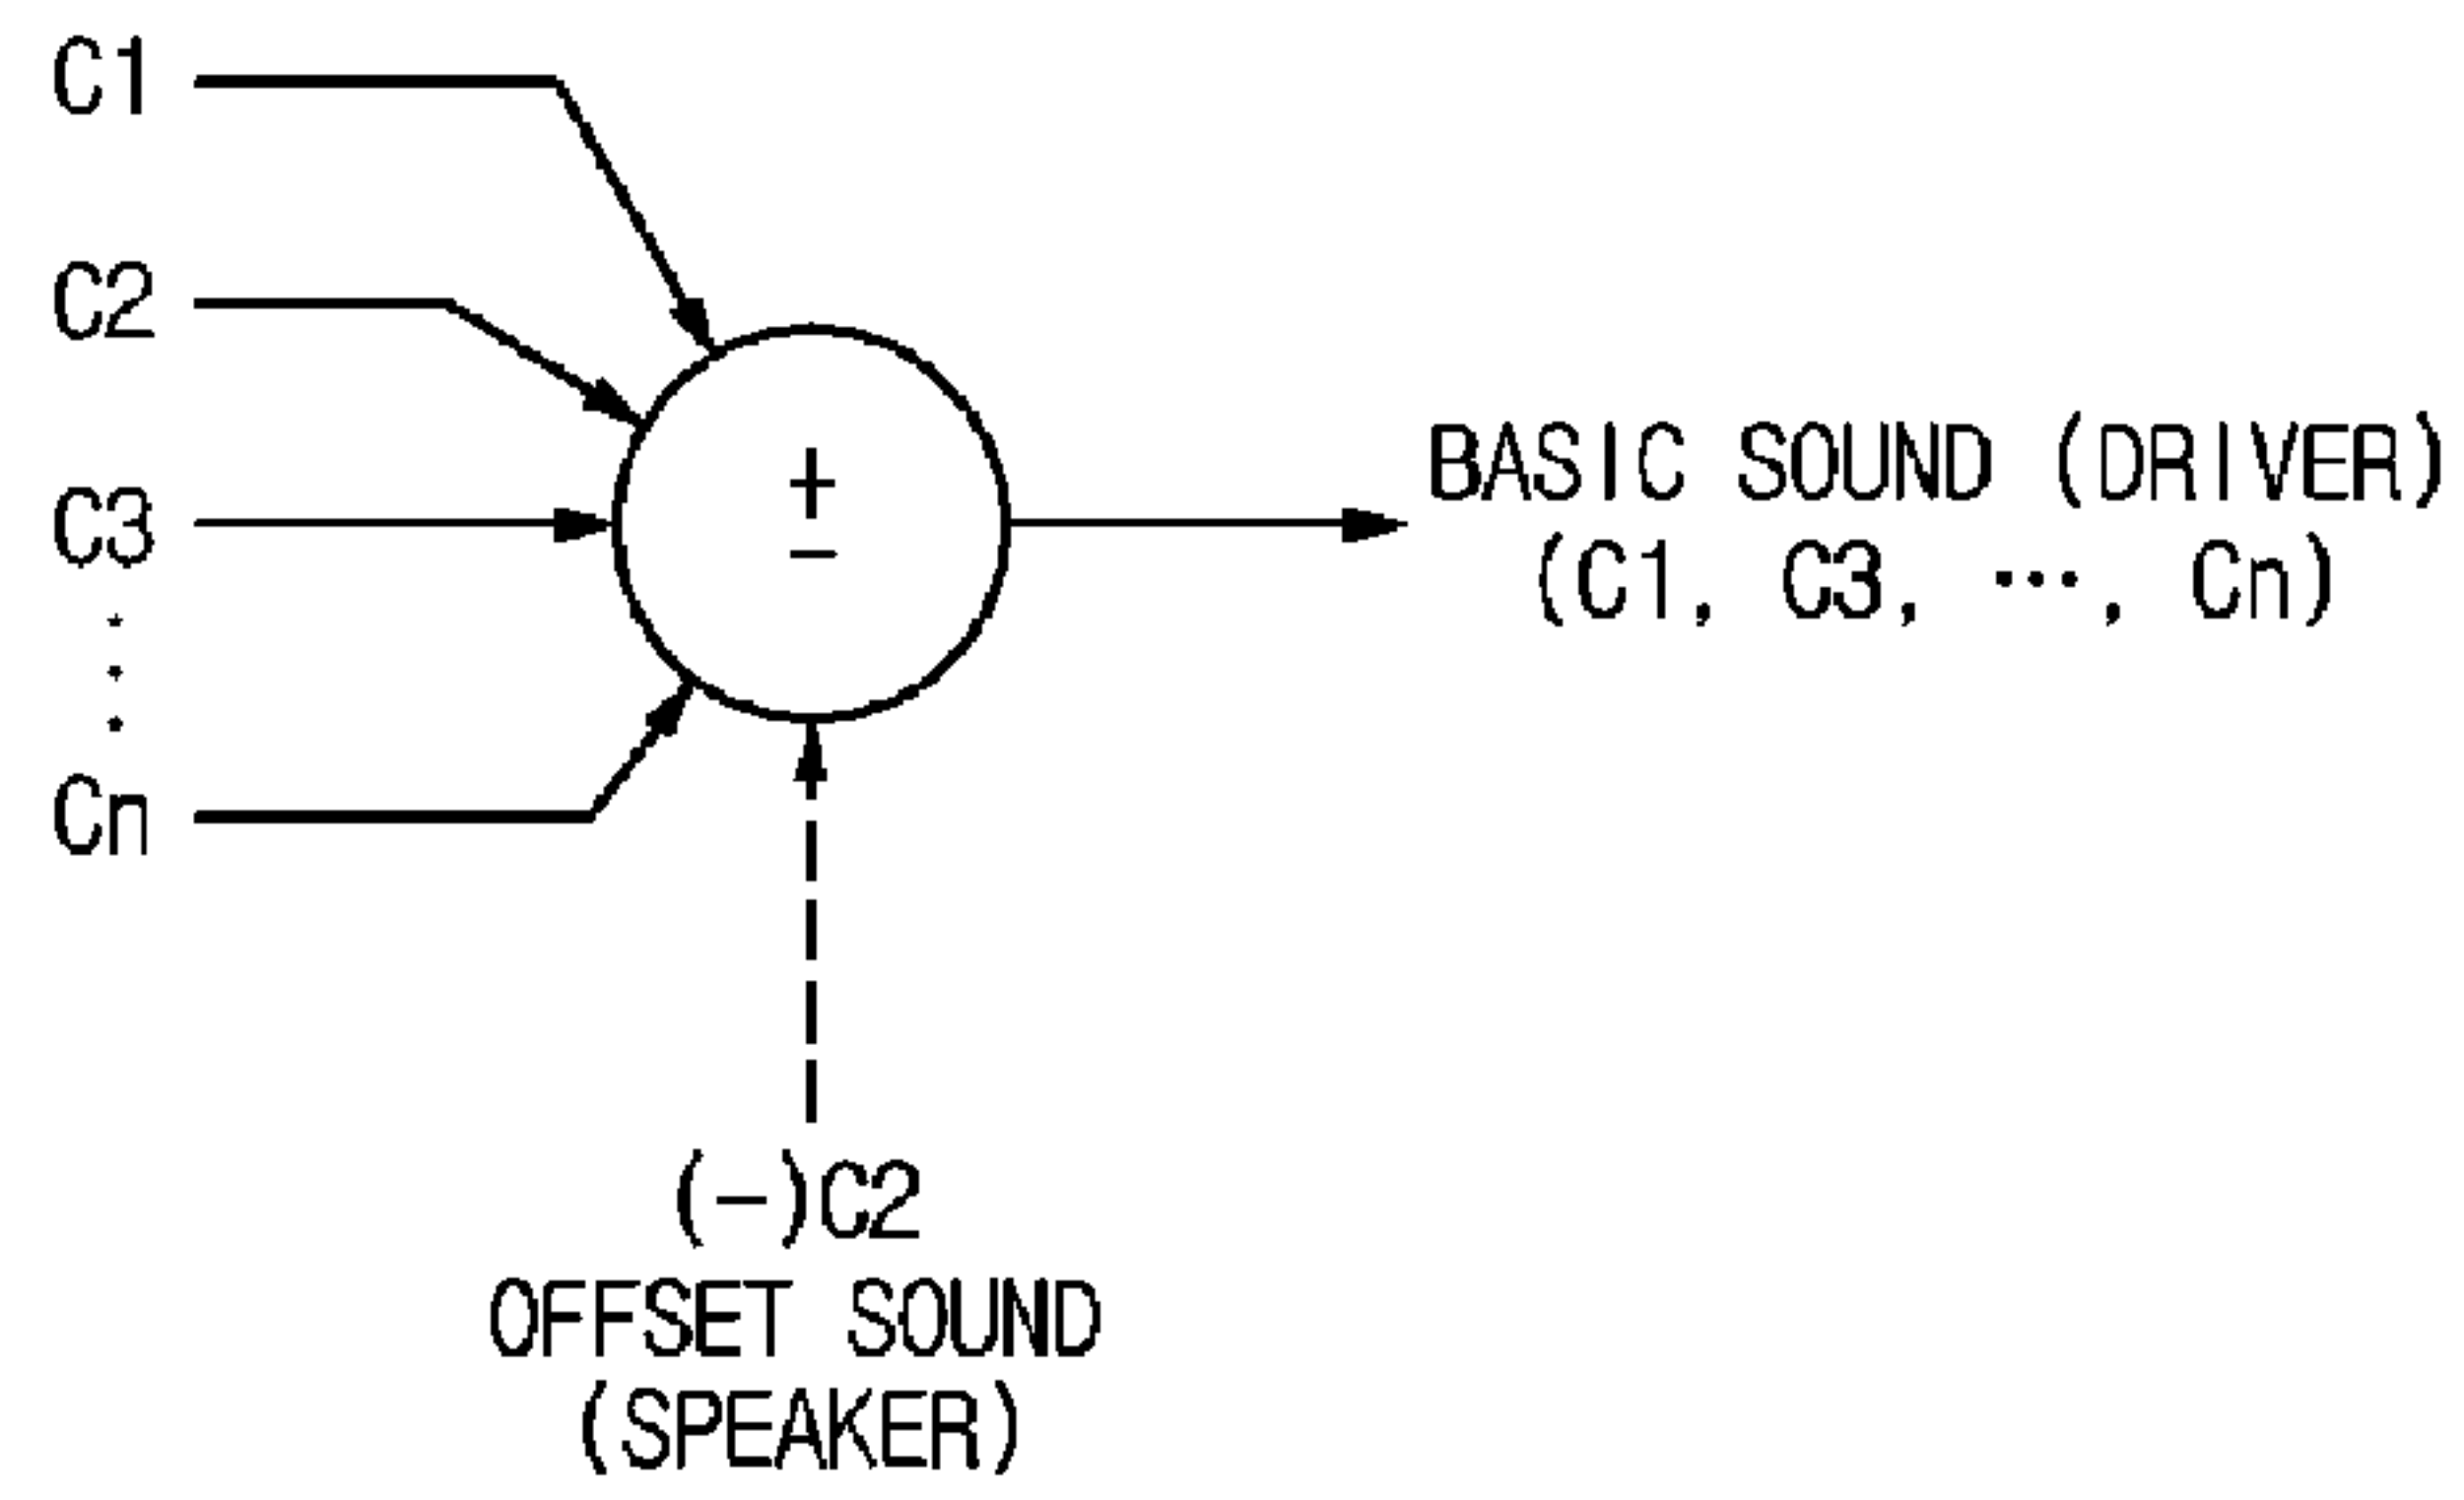 C1
C2
C3
Cn
+
−
BASIC SOUND (DRIVER)
(C1, C3, ···, Cn)
(−)C2
OFFSET SOUND
(SPEAKER)